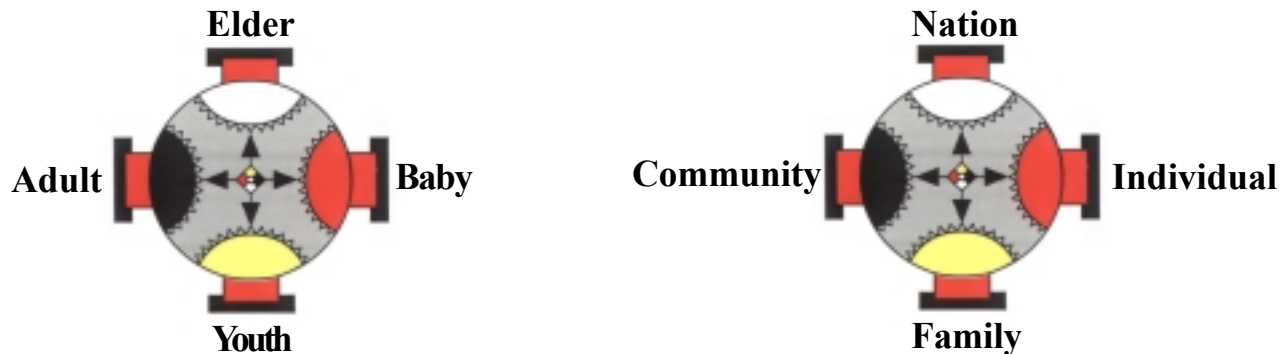 Elder
Adult
Baby
Youth
Nation
Community
Individual
Family